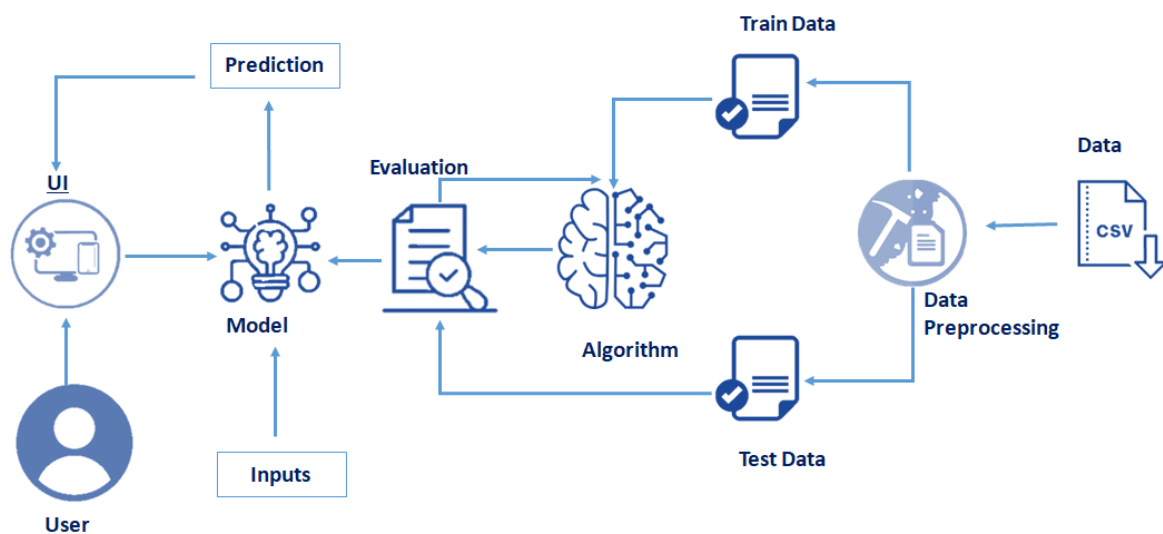 Train Data
Prediction
Data
Evaluation
UI
CSV
Data
Preprocessing
Model
Algorithm
Test Data
Inputs
User